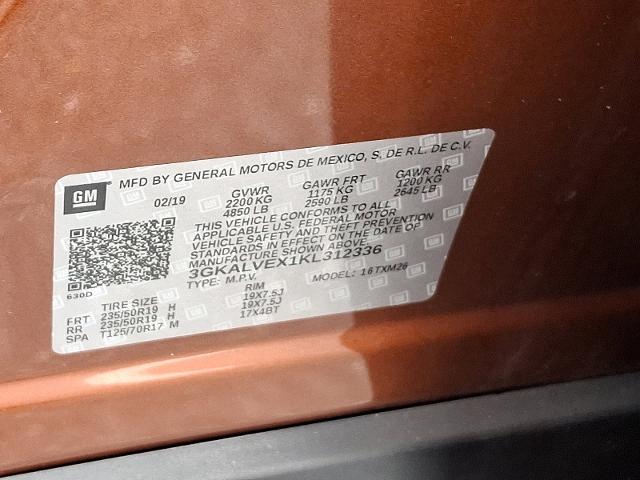 GM
MFD BY GENERAL MOTORS DE MEXICO, S. DE R.L. DE C.V.
02/19 GVWR GAWR FRT GAWR RR
2200 KG 1175 KG 1200 KG
4850 LB 2590 LB 2645 LB
THIS VEHICLE CONFORMS TO ALL
APPLICABLE U.S. FEDERAL MOTOR
VEHICLE SAFETY AND THEFT PREVENTION
STANDARDS IN EFFECT ON THE DATE OF
MANUFACTURE SHOWN ABOVE.
3GKALVEX1KL312336
630D TYPE: M.P.V. MODEL: 16TXM26
TIRE SIZE RIM
FRT 235/50R19 H 19X7.5J
RR 235/50R19 H 19X7.5J
SPA T125/70R17 M 17X4BT